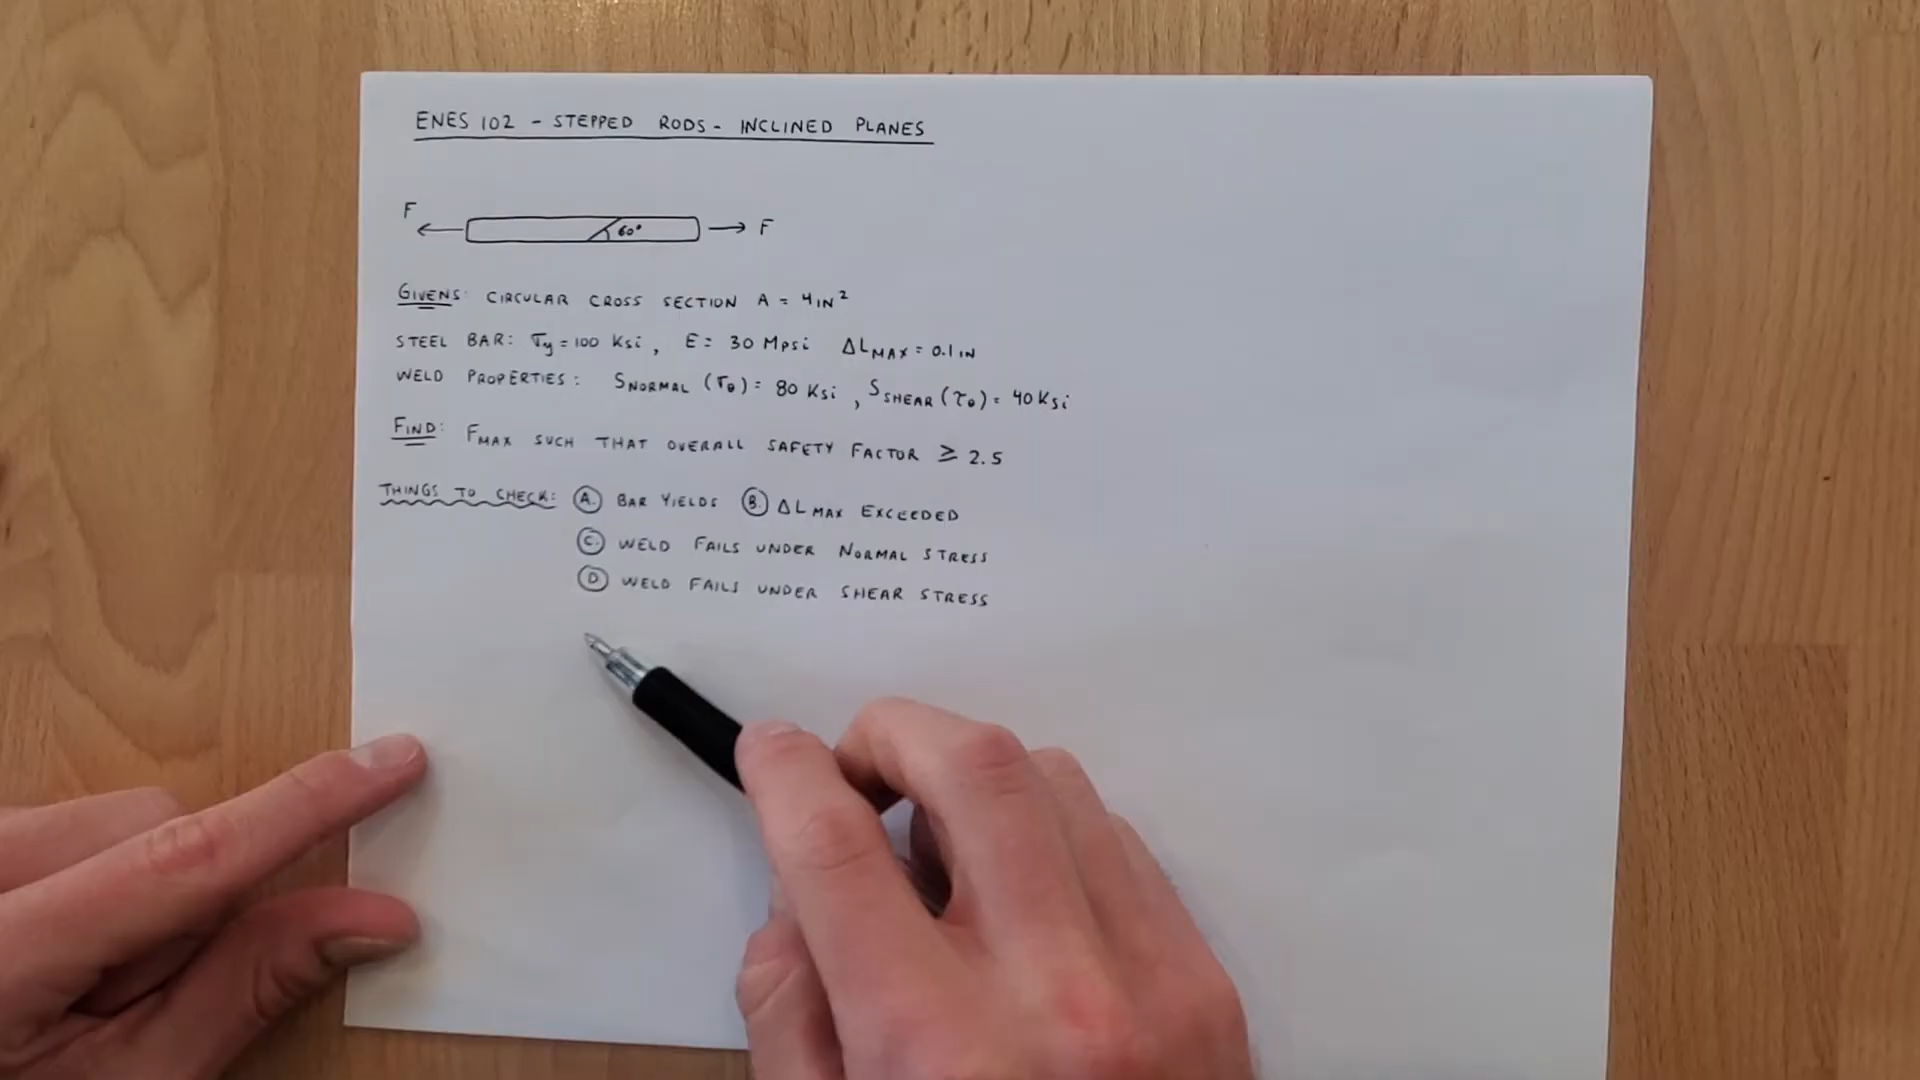 ENES 102 - STEPPED RODS - INCLINED PLANES
F 60° F
GIVENS: CIRCULAR CROSS SECTION A = 4 IN²
STEEL BAR: σy = 100 Ksi, E = 30 Mpsi ΔLMAX = 0.1 IN
WELD PROPERTIES: SNORMAL (σθ) = 80 Ksi, SSHEAR (τθ) = 40 Ksi
FIND: FMAX SUCH THAT OVERALL SAFETY FACTOR ≥ 2.5
THINGS TO CHECK: A. BAR YIELDS B. ΔLMAX EXCEEDED
C. WELD FAILS UNDER NORMAL STRESS
D WELD FAILS UNDER SHEAR STRESS